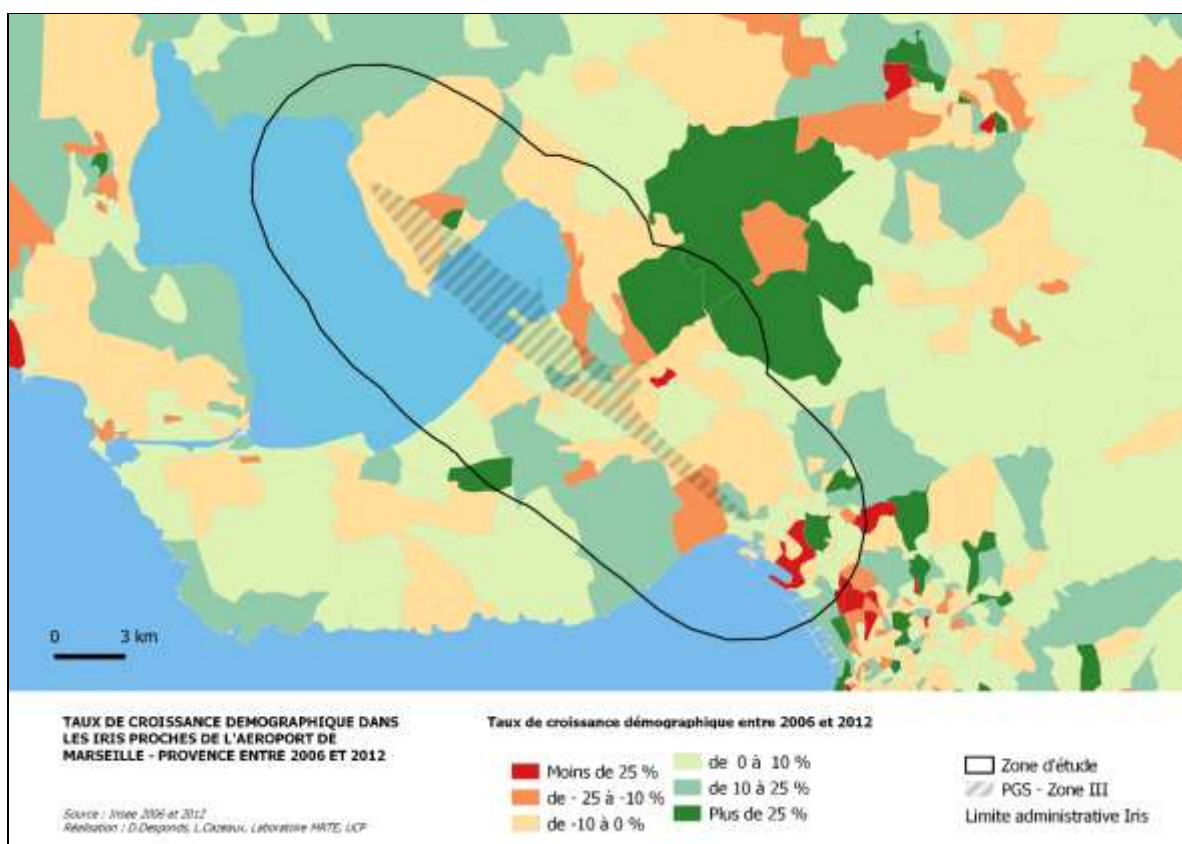 0 3 km
TAUX DE CROISSANCE DEMOGRAPHIQUE DANS
LES IRIS PROCHES DE L'AEROPORT DE
MARSEILLE - PROVENCE ENTRE 2006 ET 2012
Source : Insee 2006 et 2012
Réalisation : D.Desponds, L.Cazeaux, Laboratoire MRTE, UCP
Taux de croissance démographique entre 2006 et 2012
Moins de 25 %
de - 25 à -10 %
de -10 à 0 %
de 0 à 10 %
de 10 à 25 %
Plus de 25 %
Zone d'étude
PGS - Zone III
Limite administrative Iris